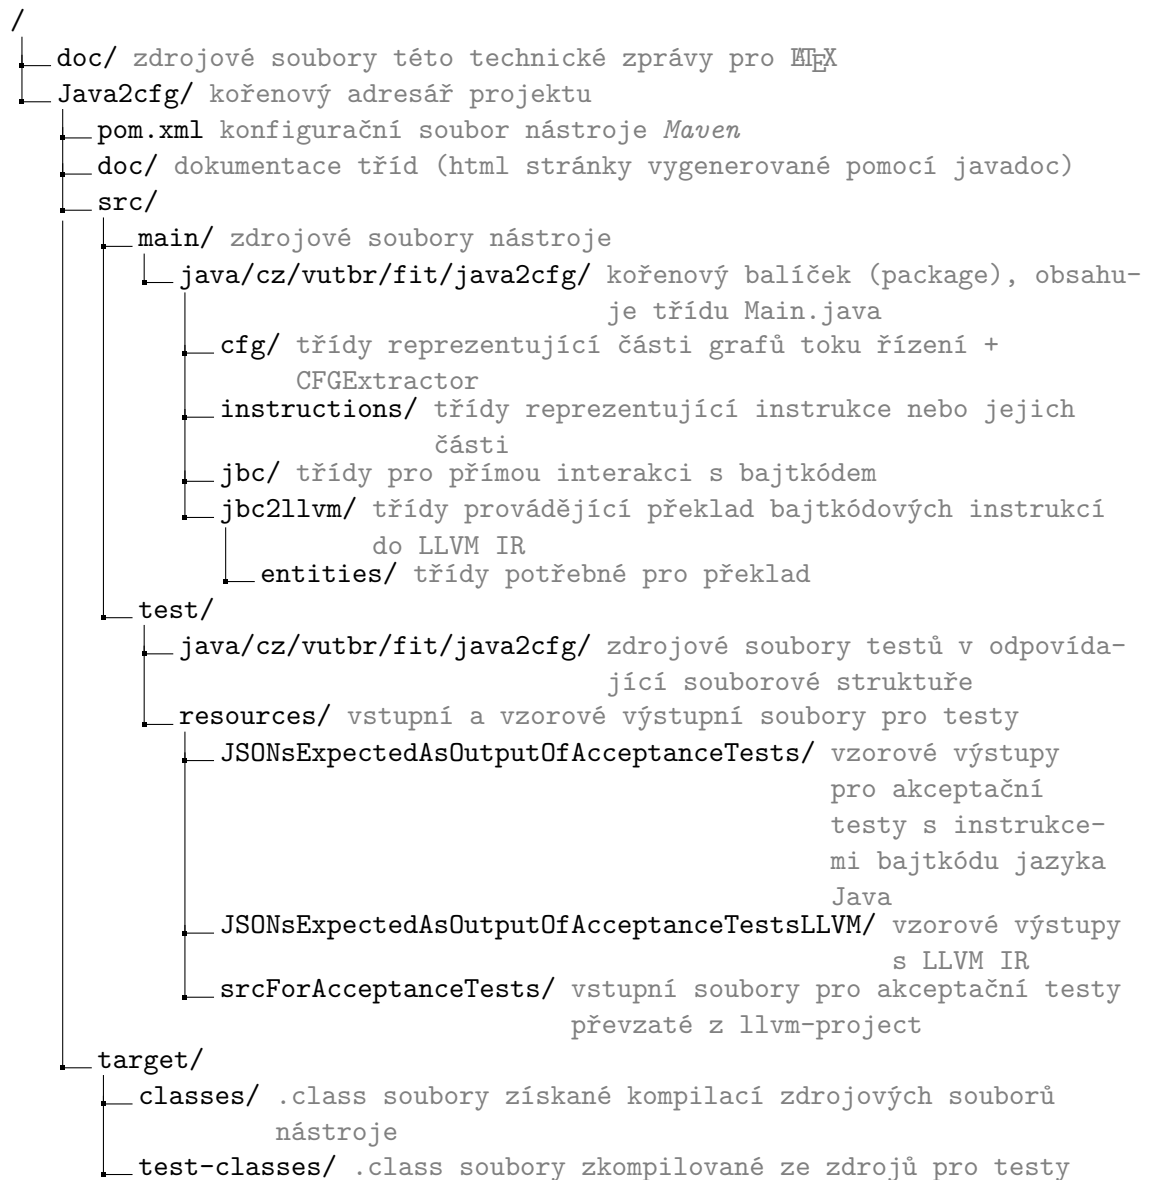 /
doc/ zdrojové soubory této technické zprávy pro LATEX
Java2cfg/ kořenový adresář projektu
pom.xml konfigurační soubor nástroje Maven
doc/ dokumentace tříd (html stránky vygenerované pomocí javadoc)
src/
main/ zdrojové soubory nástroje
java/cz/vutbr/fit/java2cfg/ kořenový balíček (package), obsahu-
je třídu Main.java
cfg/ třídy reprezentující části grafů toku řízení +
CFGExtractor
instructions/ třídy reprezentující instrukce nebo jejich
části
jbc/ třídy pro přímou interakci s bajtkódem
jbc2llvm/ třídy provádějící překlad bajtkódových instrukcí
do LLVM IR
entities/ třídy potřebné pro překlad
test/
java/cz/vutbr/fit/java2cfg/ zdrojové soubory testů v odpovída-
jící souborové struktuře
resources/ vstupní a vzorové výstupní soubory pro testy
JSONsExpectedAsOutputOfAcceptanceTests/ vzorové výstupy
pro akceptační
testy s instrukce-
mi bajtkódu jazyka
Java
JSONsExpectedAsOutputOfAcceptanceTestsLLVM/ vzorové výstupy
s LLVM IR
srcForAcceptanceTests/ vstupní soubory pro akceptační testy
převzaté z llvm-project
target/
classes/ .class soubory získané kompilací zdrojových souborů
nástroje
test-classes/ .class soubory zkompilované ze zdrojů pro testy